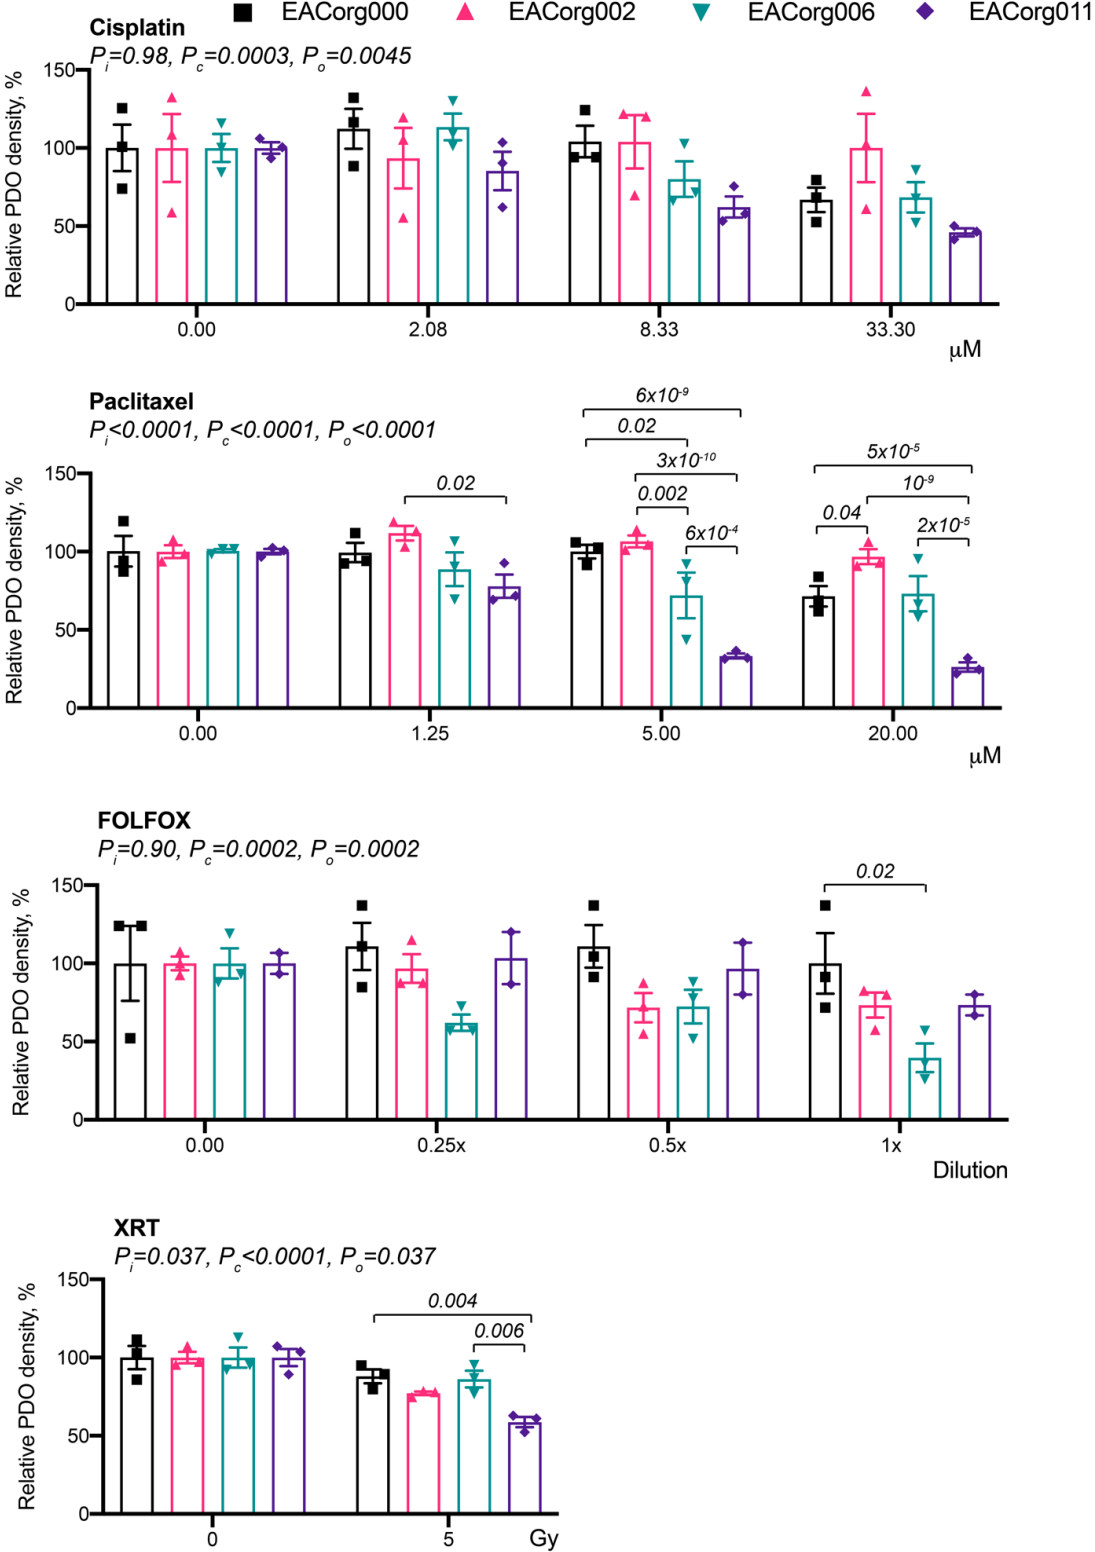 EACorg000 EACorg002 EACorg006 EACorg011
Cisplatin
Pi=0.98, Pc=0.0003, Po=0.0045
Relative PDO density, %
150
100
50
0
0.00 2.08 8.33 33.30
μM
Paclitaxel
Pi<0.0001, Pc<0.0001, Po<0.0001
6x10-9
0.02
3x10-10
0.002
6x10-4
5x10-5
10-9
0.04
2x10-5
0.02
Relative PDO density, %
150
100
50
0
0.00 1.25 5.00 20.00
μM
FOLFOX
Pi=0.90, Pc=0.0002, Po=0.0002
0.02
Relative PDO density, %
150
100
50
0
0.00 0.25x 0.5x 1x
Dilution
XRT
Pi=0.037, Pc<0.0001, Po=0.037
0.004
0.006
Relative PDO density, %
150
100
50
0
0 5 Gy